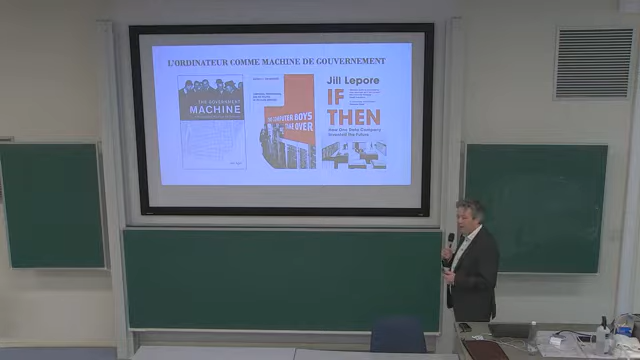 L'ORDINATEUR COMME MACHINE DE GOUVERNEMENT
THE GOVERNMENT
MACHINE
THE COMPUTER BOYS
TAKE OVER
Jill Lepore
IF
THEN
How One Data Company
Invented the Future